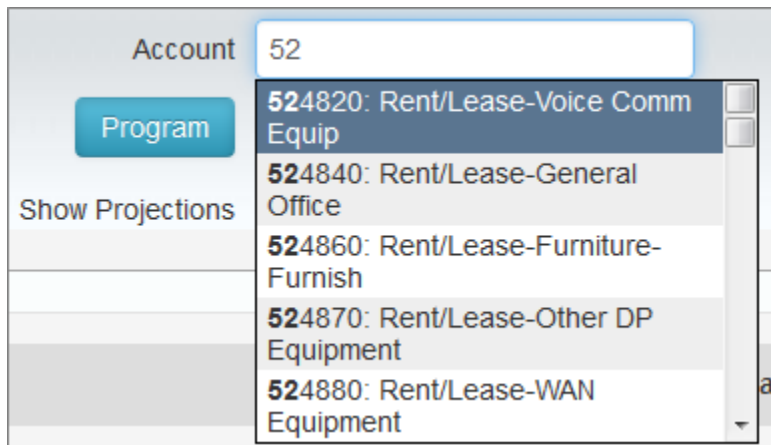 Account 52
524820: Rent/Lease-Voice Comm
Equip
Program
524840: Rent/Lease-General
Office
Show Projections
524860: Rent/Lease-Furniture-
Furnish
524870: Rent/Lease-Other DP
Equipment
524880: Rent/Lease-WAN
Equipment